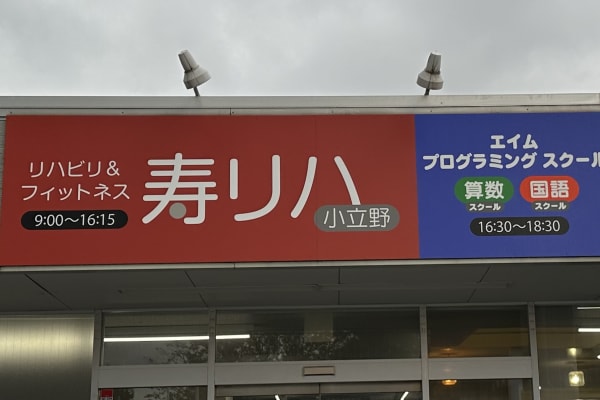 リハビリ&
フィットネス
9:00〜16:15
寿リハ
小立野
エイム
プログラミング スクール
算数
スクール
国語
スクール
16:30〜18:30